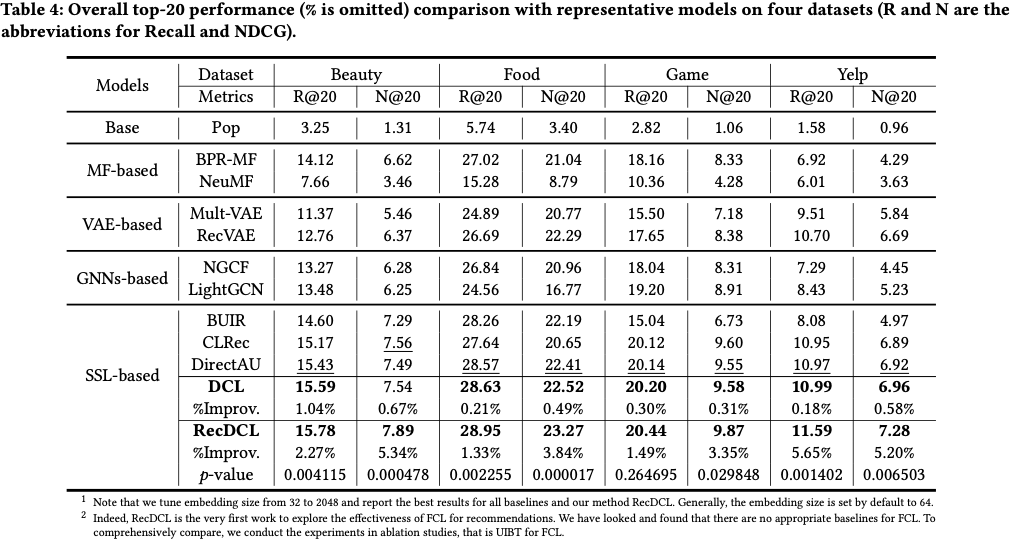 Table 4: Overall top-20 performance (% is omitted) comparison with representative models on four datasets (R and N are the
abbreviations for Recall and NDCG).
Models Dataset Beauty Food Game Yelp
Metrics R@20 N@20 R@20 N@20 R@20 N@20 R@20 N@20
Base Pop 3.25 1.31 5.74 3.40 2.82 1.06 1.58 0.96
MF-based BPR-MF 14.12 6.62 27.02 21.04 18.16 8.33 6.92 4.29
NeuMF 7.66 3.46 15.28 8.79 10.36 4.28 6.01 3.63
VAE-based Mult-VAE 11.37 5.46 24.89 20.77 15.50 7.18 9.51 5.84
RecVAE 12.76 6.37 26.69 22.29 17.65 8.38 10.70 6.69
GNNs-based NGCF 13.27 6.28 26.84 20.96 18.04 8.31 7.29 4.45
LightGCN 13.48 6.25 24.56 16.77 19.20 8.91 8.43 5.23
SSL-based BUIR 14.60 7.29 28.26 22.19 15.04 6.73 8.08 4.97
CLRec 15.17 7.56 27.64 20.65 20.12 9.60 10.95 6.89
DirectAU 15.43 7.49 28.57 22.41 20.14 9.55 10.97 6.92
DCL 15.59 7.54 28.63 22.52 20.20 9.58 10.99 6.96
%Improv. 1.04% 0.67% 0.21% 0.49% 0.30% 0.31% 0.18% 0.58%
RecDCL 15.78 7.89 28.95 23.27 20.44 9.87 11.59 7.28
%Improv. 2.27% 5.34% 1.33% 3.84% 1.49% 3.35% 5.65% 5.20%
p-value 0.004115 0.000478 0.002255 0.000017 0.264695 0.029848 0.001402 0.006503
1 Note that we tune embedding size from 32 to 2048 and report the best results for all baselines and our method RecDCL. Generally, the embedding size is set by default to 64.
2 Indeed, RecDCL is the very first work to explore the effectiveness of FCL for recommendations. We have looked and found that there are no appropriate baselines for FCL. To
comprehensively compare, we conduct the experiments in ablation studies, that is UIBT for FCL.